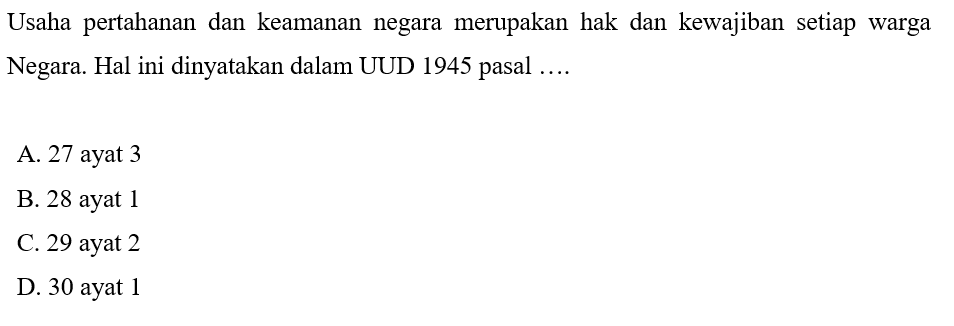 Usaha pertahanan dan keamanan negara merupakan hak dan kewajiban setiap warga
Negara. Hal ini dinyatakan dalam UUD 1945 pasal ….
A. 27 ayat 3
B. 28 ayat 1
C. 29 ayat 2
D. 30 ayat 1